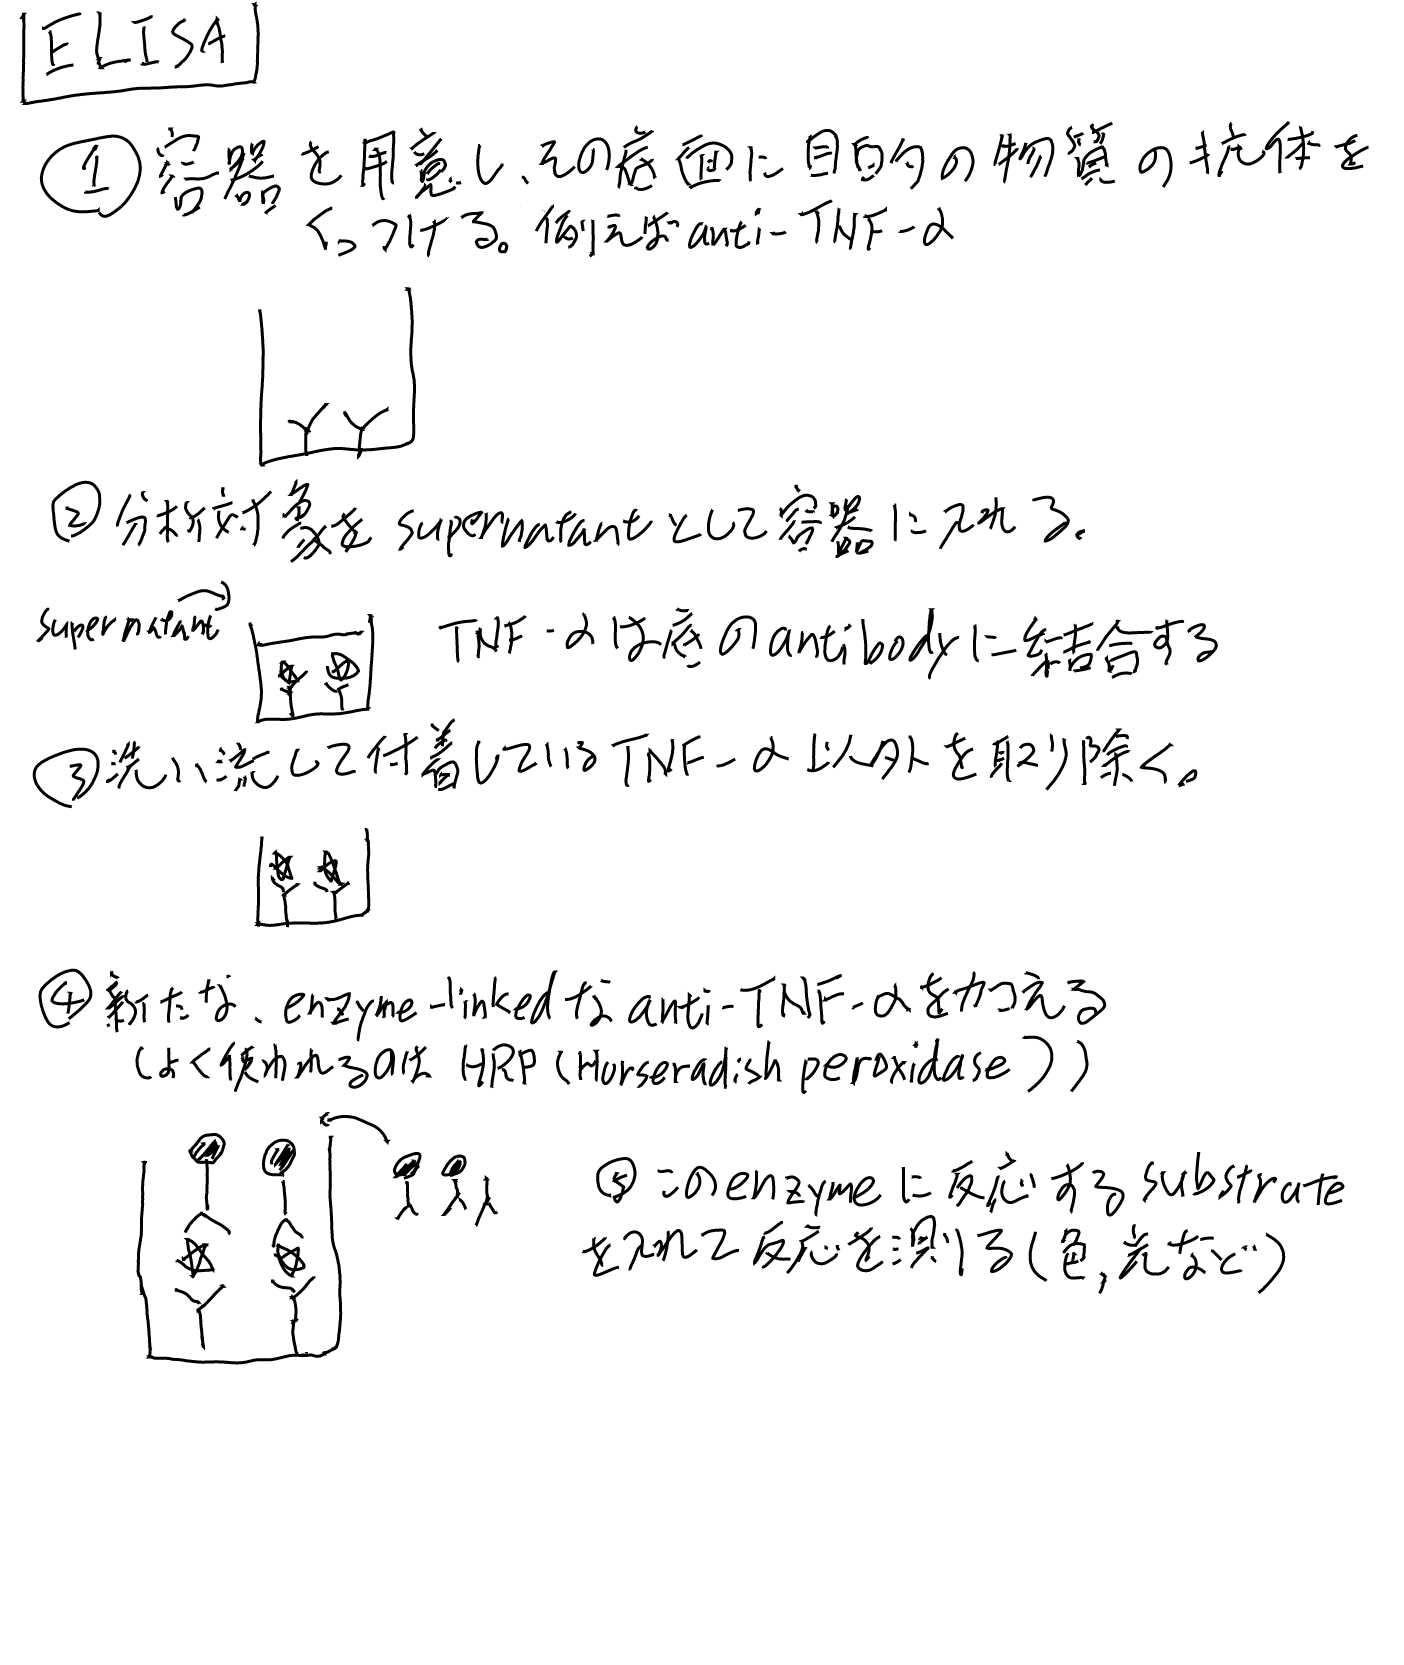 ELISA
① 容器を用意し、その底面に目的の物質の抗体を
くっつける。例えばanti-TNF-α
② 分析対象を supernatantとして容器に入れる。
supernatant
TNF-αは底のantibodyに結合する
③ 洗い流して付着しているTNF-α以外を取り除く。
④ 新たな、enzyme-linkedなanti-TNF-αを加える
(よく使われるのは HRP (Horseradish peroxidase))
⑤ このenzymeに反応するsubstrate
を入れて反応を測る(色,光など)